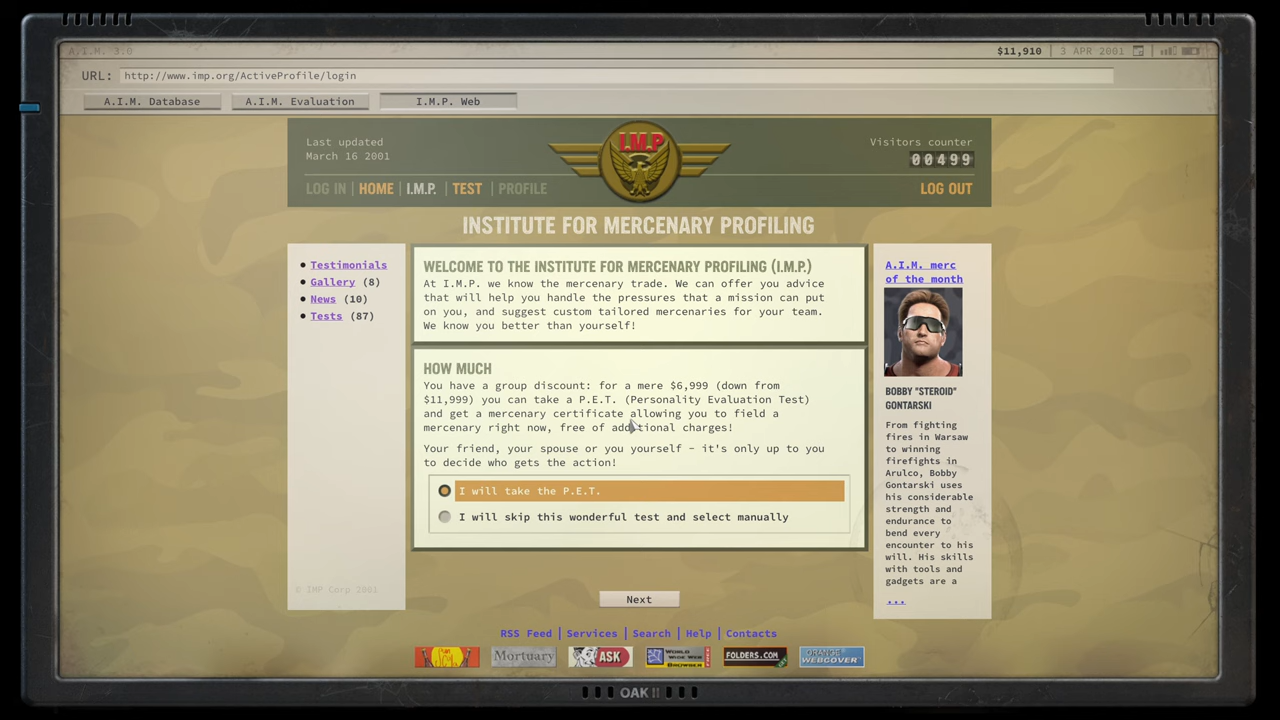 A.I.M. 3.0
$11,910 | 3 APR 2001
URL: http://www.imp.org/ActiveProfile/login
A.I.M. Database
A.I.M. Evaluation
I.M.P. Web
Last updated
March 16 2001
I.M.P
Visitors counter
00499
LOG IN | HOME | I.M.P. | TEST | PROFILE
LOG OUT
INSTITUTE FOR MERCENARY PROFILING
Testimonials
Gallery (8)
News (10)
Tests (87)
© IMP Corp 2001
WELCOME TO THE INSTITUTE FOR MERCENARY PROFILING (I.M.P.)
At I.M.P. we know the mercenary trade. We can offer you advice
that will help you handle the pressures that a mission can put
on you, and suggest custom tailored mercenaries for your team.
We know you better than yourself!
HOW MUCH
You have a group discount: for a mere $6,999 (down from
$11,999) you can take a P.E.T. (Personality Evaluation Test)
and get a mercenary certificate allowing you to field a
mercenary right now, free of additional charges!
Your friend, your spouse or you yourself – it's only up to you
to decide who gets the action!
I will take the P.E.T.
I will skip this wonderful test and select manually
Next
A.I.M. merc
of the month
BOBBY "STEROID"
GONTARSKI
From fighting
fires in Warsaw
to winning
firefights in
Arulco, Bobby
Gontarski uses
his considerable
strength and
endurance to
bend every
encounter to his
will. His skills
with tools and
gadgets are a
...
RSS Feed | Services | Search | Help | Contacts
Mortuary
ASK
WORLD
WIDE WEB
BROWSER
FREE
FOLDERS.COM
ORANGE
WEBCOVER
OAK